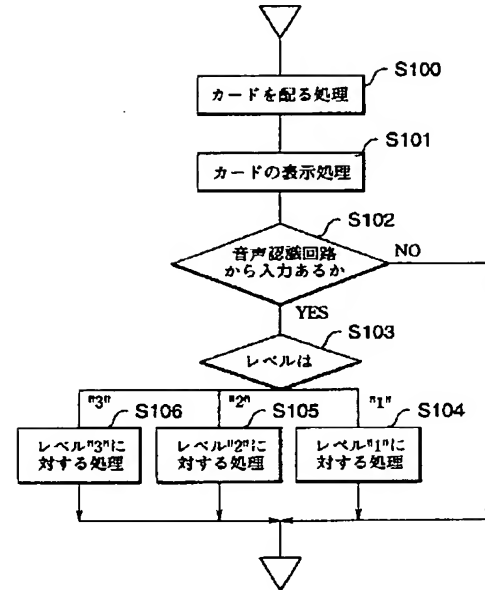 S100
カードを配る処理
S101
カードの表示処理
S102
音声認識回路
から入力あるか
NO
YES
S103
レベルは
"3"
S106
"2"
S105
"1"
S104
レベル"3"に
対する処理
レベル"2"に
対する処理
レベル"1"に
対する処理